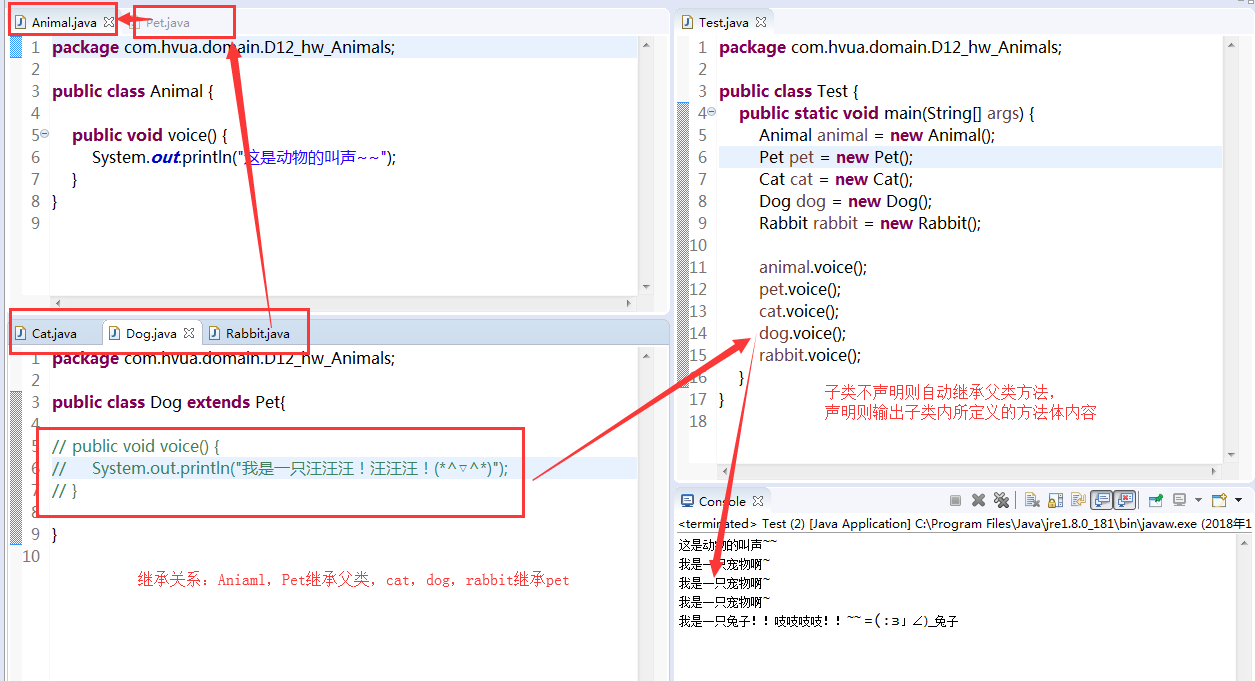 Animal.java
Pet.java
1 package com.hvua.domain.D12_hw_Animals;
2
3 public class Animal {
4
5 public void voice() {
6 System.out.println("这是动物的叫声~~");
7 }
8 }
9
Cat.java
Dog.java
Rabbit.java
1 package com.hvua.domain.D12_hw_Animals;
2
3 public class Dog extends Pet{
4
5 // public void voice() {
6 // System.out.println("我是一只汪汪汪！汪汪汪！(*^▽^*)");
7 // }
8
9 }
10
继承关系：Aniaml，Pet继承父类，cat，dog，rabbit继承pet
Test.java
1 package com.hvua.domain.D12_hw_Animals;
2
3 public class Test {
4 public static void main(String[] args) {
5 Animal animal = new Animal();
6 Pet pet = new Pet();
7 Cat cat = new Cat();
8 Dog dog = new Dog();
9 Rabbit rabbit = new Rabbit();
10
11 animal.voice();
12 pet.voice();
13 cat.voice();
14 dog.voice();
15 rabbit.voice();
16 }
17 }
18
子类不声明则自动继承父类方法，
声明则输出子类内所定义的方法体内容
Console
<terminated> Test (2) [Java Application] C:\Program Files\Java\jre1.8.0_181\bin\javaw.exe (2018年1
这是动物的叫声~~
我是一只宠物啊~
我是一只宠物啊~
我是一只宠物啊~
我是一只兔子！！吱吱吱吱！！~~=(:з」∠)_兔子